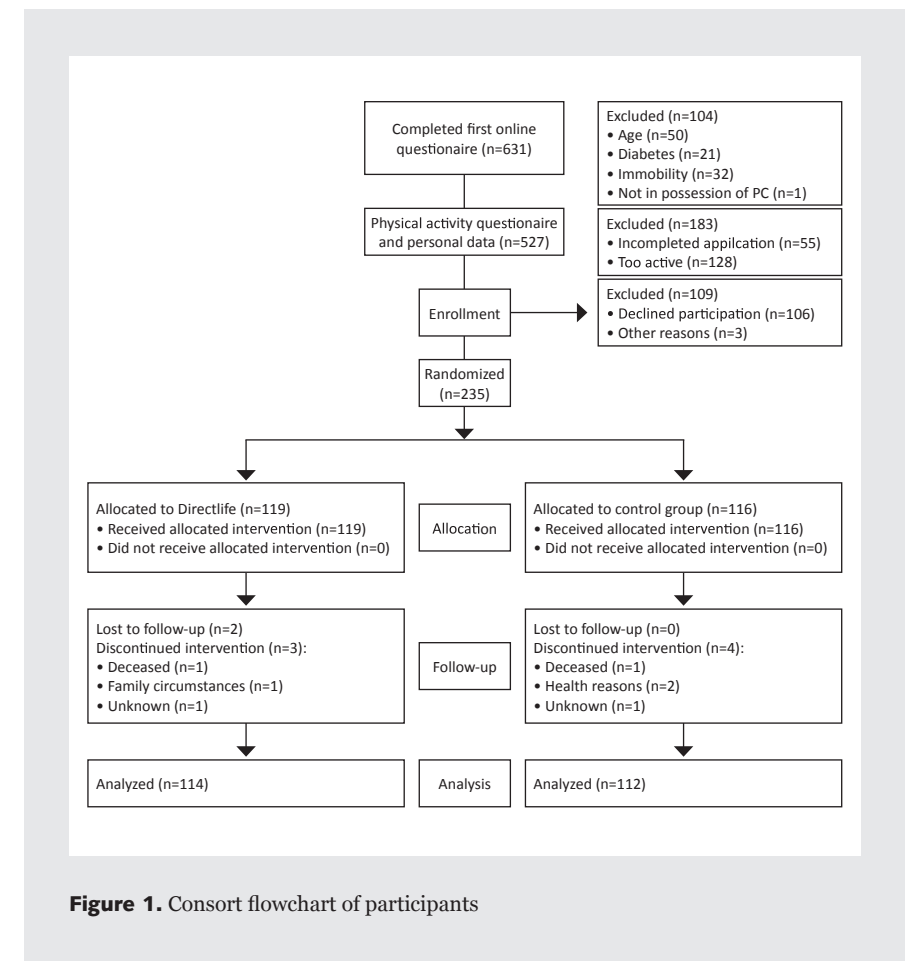 Completed first online
questionaire (n=631)
Excluded (n=104)
• Age (n=50)
• Diabetes (n=21)
• Immobility (n=32)
• Not in possession of PC (n=1)
Physical activity questionaire
and personal data (n=527)
Excluded (n=183)
• Incompleted appilcation (n=55)
• Too active (n=128)
Enrollment
Excluded (n=109)
• Declined participation (n=106)
• Other reasons (n=3)
Randomized
(n=235)
Allocated to Directlife (n=119)
• Received allocated intervention (n=119)
• Did not receive allocated intervention (n=0)
Allocation
Allocated to control group (n=116)
• Received allocated intervention (n=116)
• Did not receive allocated intervention (n=0)
Lost to follow-up (n=2)
Discontinued intervention (n=3):
• Deceased (n=1)
• Family circumstances (n=1)
• Unknown (n=1)
Follow-up
Lost to follow-up (n=0)
Discontinued intervention (n=4):
• Deceased (n=1)
• Health reasons (n=2)
• Unknown (n=1)
Analyzed (n=114)
Analysis
Analyzed (n=112)
Figure 1. Consort flowchart of participants